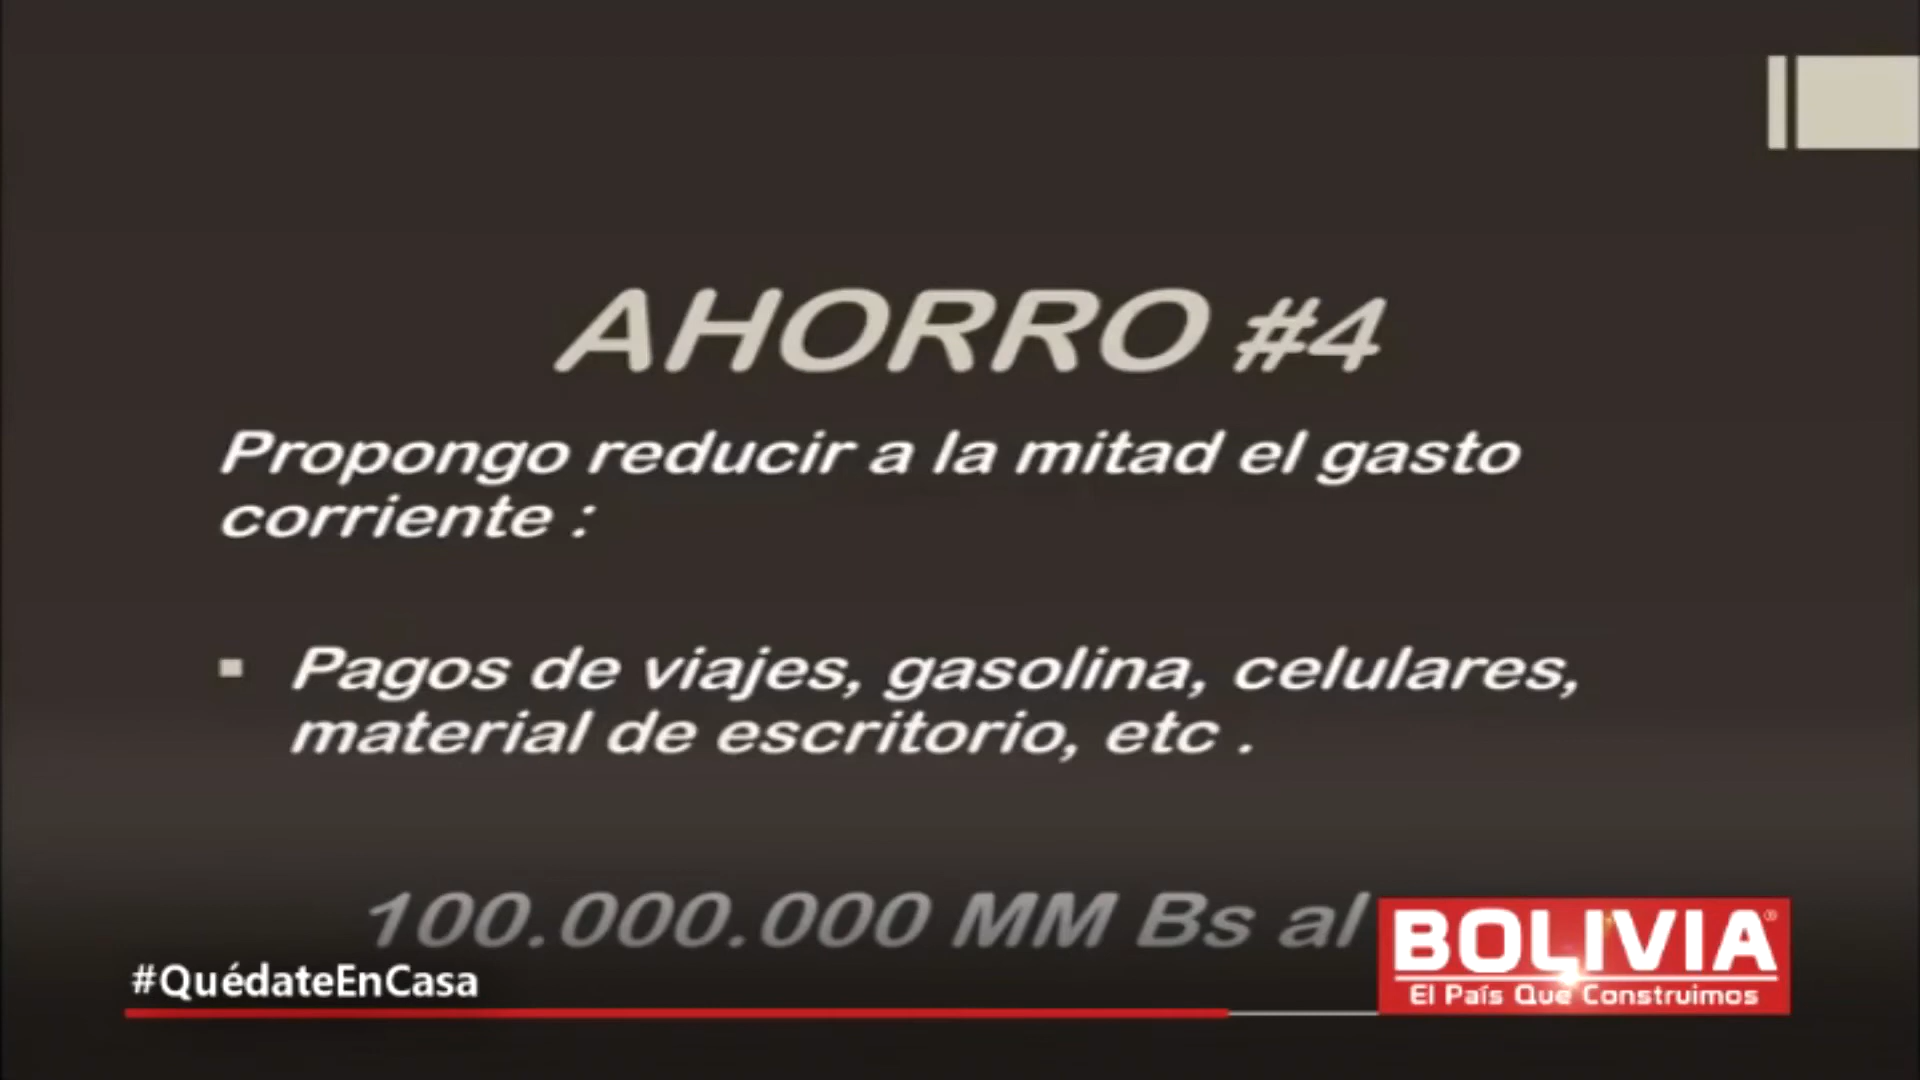 AHORRO #4
Propongo reducir a la mitad el gasto
corriente :
▪ Pagos de viajes, gasolina, celulares,
material de escritorio, etc .
100.000.000 MM Bs al
#QuédateEnCasa
BOLIVIA®
El País Que Construimos